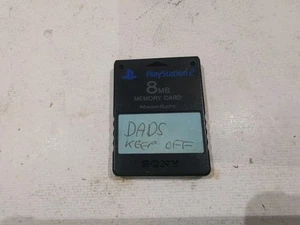 PlayStation 2
8MB
MEMORY CARD
DADS
KEEP OFF
SONY